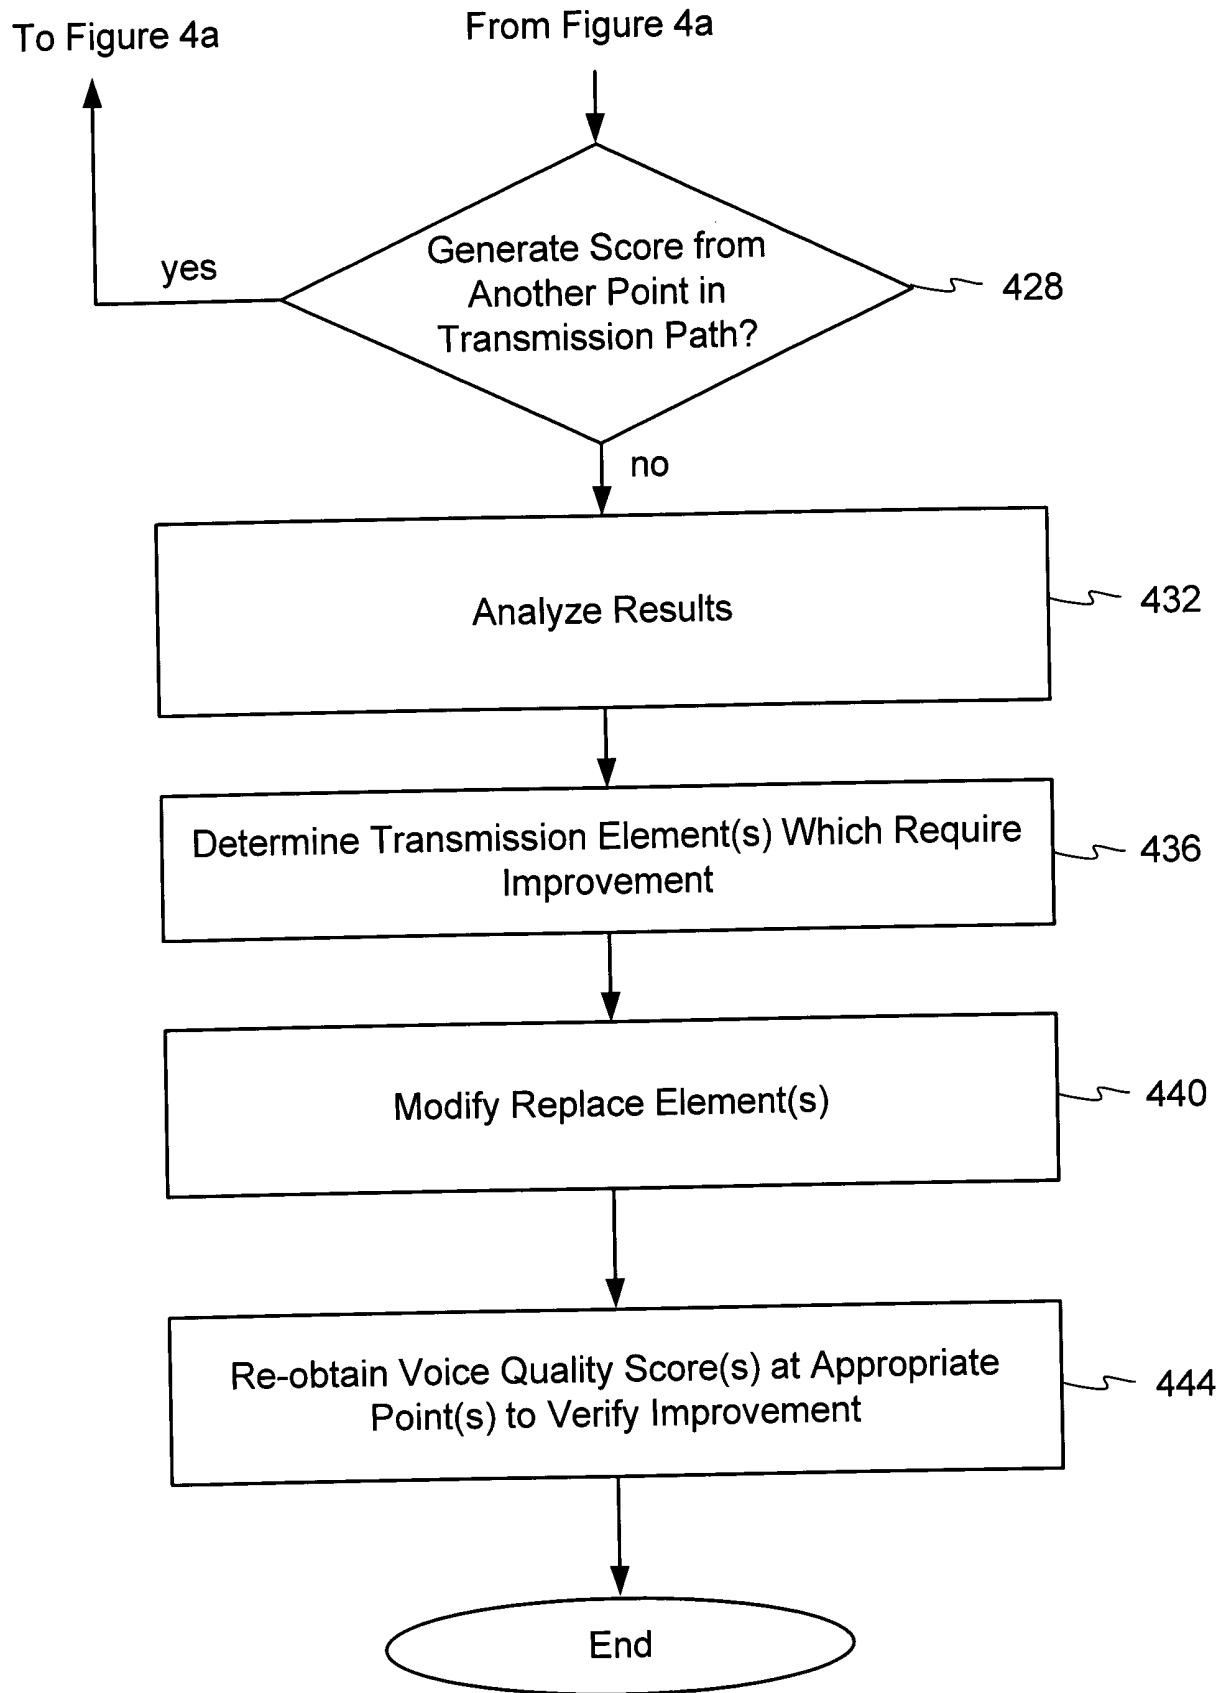 To Figure 4a
From Figure 4a
yes
Generate Score from
Another Point in
Transmission Path?
428
no
Analyze Results
432
Determine Transmission Element(s) Which Require
Improvement
436
Modify Replace Element(s)
440
Re-obtain Voice Quality Score(s) at Appropriate
Point(s) to Verify Improvement
444
End